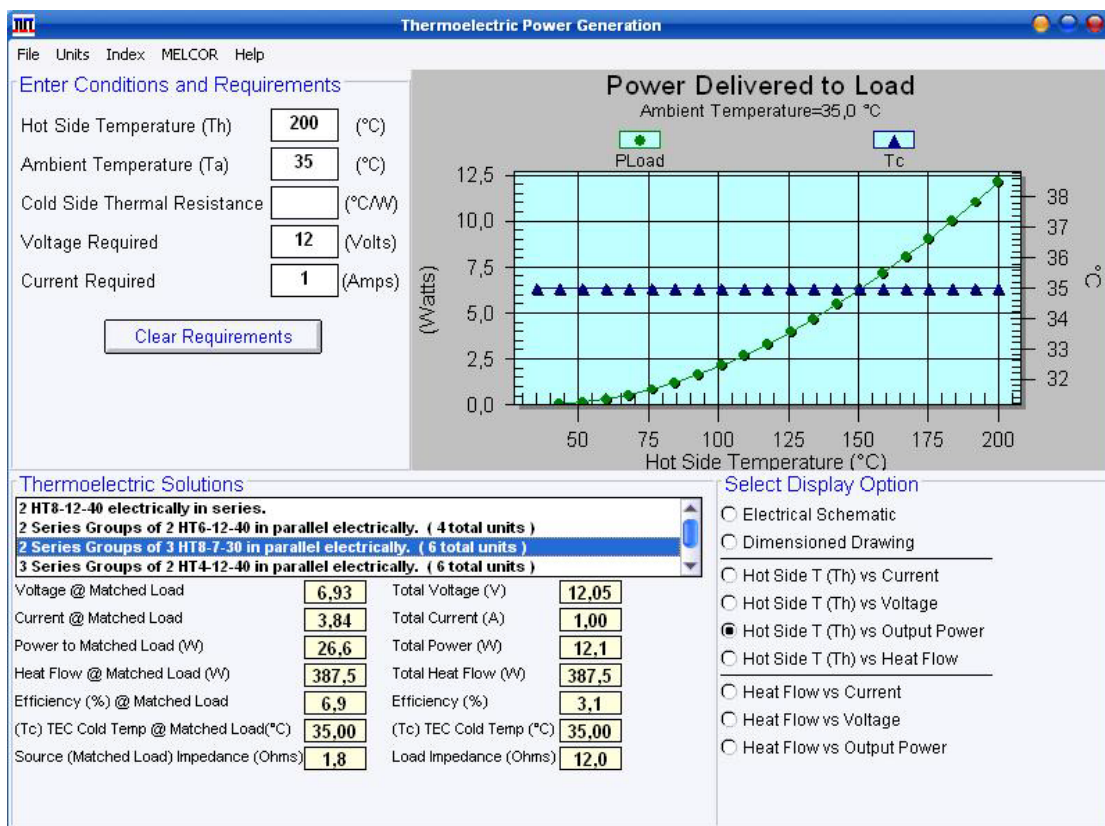 Thermoelectric Power Generation
File Units Index MELCOR Help
Enter Conditions and Requirements
Hot Side Temperature (Th) 200 (°C)
Ambient Temperature (Ta) 35 (°C)
Cold Side Thermal Resistance (°C/W)
Voltage Required 12 (Volts)
Current Required 1 (Amps)
Clear Requirements
Power Delivered to Load
Ambient Temperature=35,0 °C
PLoad Tc
12,5
10,0
7,5
5,0
2,5
0,0
(Watts)
38
37
36
35
34
33
32
°C
50 75 100 125 150 175 200
Hot Side Temperature (°C)
Thermoelectric Solutions
2 HT8-12-40 electrically in series.
2 Series Groups of 2 HT6-12-40 in parallel electrically. ( 4 total units )
2 Series Groups of 3 HT8-7-30 in parallel electrically. ( 6 total units )
3 Series Groups of 2 HT4-12-40 in parallel electrically. ( 6 total units )
Voltage @ Matched Load 6,93 Total Voltage (V) 12,05
Current @ Matched Load 3,84 Total Current (A) 1,00
Power to Matched Load (W) 26,6 Total Power (W) 12,1
Heat Flow @ Matched Load (W) 387,5 Total Heat Flow (W) 387,5
Efficiency (%) @ Matched Load 6,9 Efficiency (%) 3,1
(Tc) TEC Cold Temp @ Matched Load(°C) 35,00 (Tc) TEC Cold Temp (°C) 35,00
Source (Matched Load) Impedance (Ohms) 1,8 Load Impedance (Ohms) 12,0
Select Display Option
Electrical Schematic
Dimensioned Drawing
Hot Side T (Th) vs Current
Hot Side T (Th) vs Voltage
Hot Side T (Th) vs Output Power
Hot Side T (Th) vs Heat Flow
Heat Flow vs Current
Heat Flow vs Voltage
Heat Flow vs Output Power